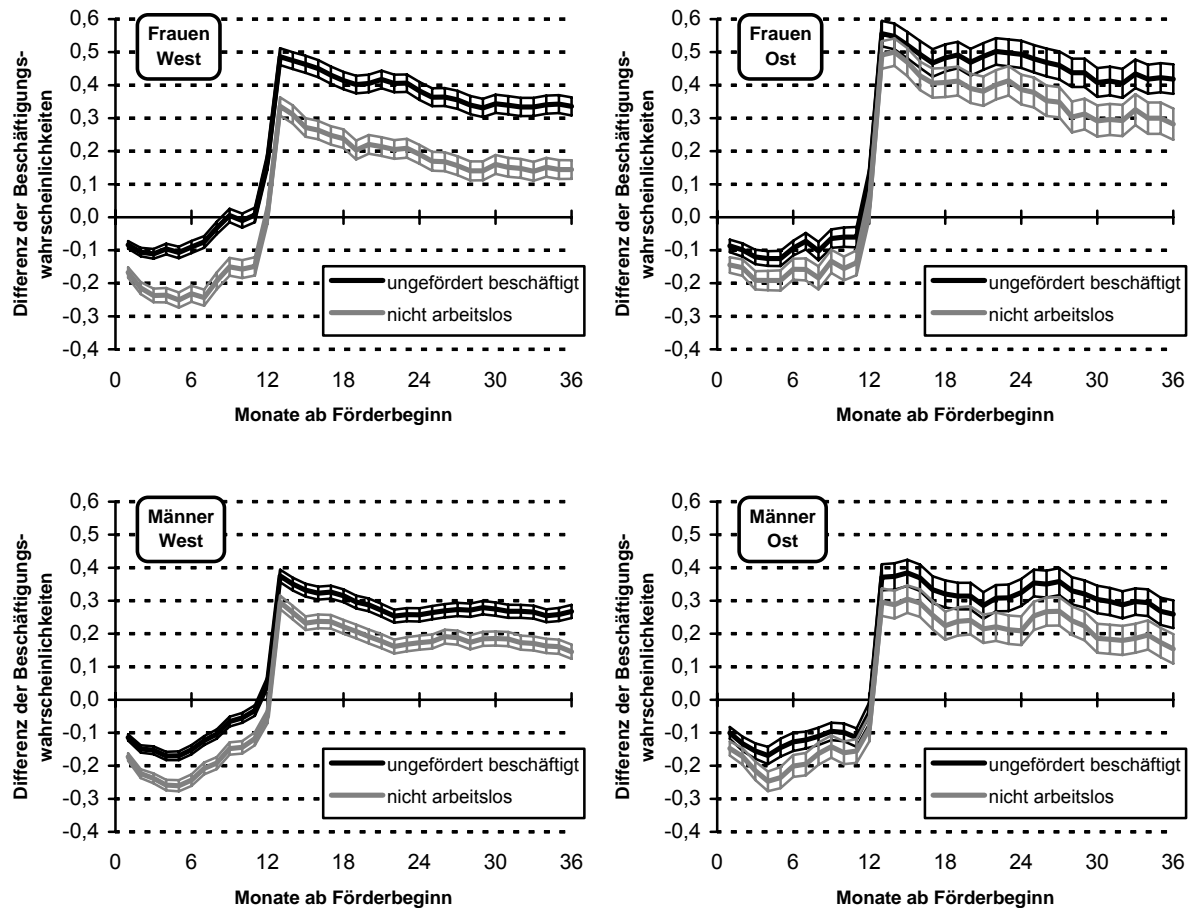 Frauen
West
Differenz der Beschäftigungs-
wahrscheinlichkeiten
0,6
0,5
0,4
0,3
0,2
0,1
0,0
-0,1
-0,2
-0,3
-0,4
ungefördert beschäftigt
nicht arbeitslos
0 6 12 18 24 30 36
Monate ab Förderbeginn
Frauen
Ost
Differenz der Beschäftigungs-
wahrscheinlichkeiten
0,6
0,5
0,4
0,3
0,2
0,1
0,0
-0,1
-0,2
-0,3
-0,4
ungefördert beschäftigt
nicht arbeitslos
0 6 12 18 24 30 36
Monate ab Förderbeginn
Männer
West
Differenz der Beschäftigungs-
wahrscheinlichkeiten
0,6
0,5
0,4
0,3
0,2
0,1
0,0
-0,1
-0,2
-0,3
-0,4
ungefördert beschäftigt
nicht arbeitslos
0 6 12 18 24 30 36
Monate ab Förderbeginn
Männer
Ost
Differenz der Beschäftigungs-
wahrscheinlichkeiten
0,6
0,5
0,4
0,3
0,2
0,1
0,0
-0,1
-0,2
-0,3
-0,4
ungefördert beschäftigt
nicht arbeitslos
0 6 12 18 24 30 36
Monate ab Förderbeginn